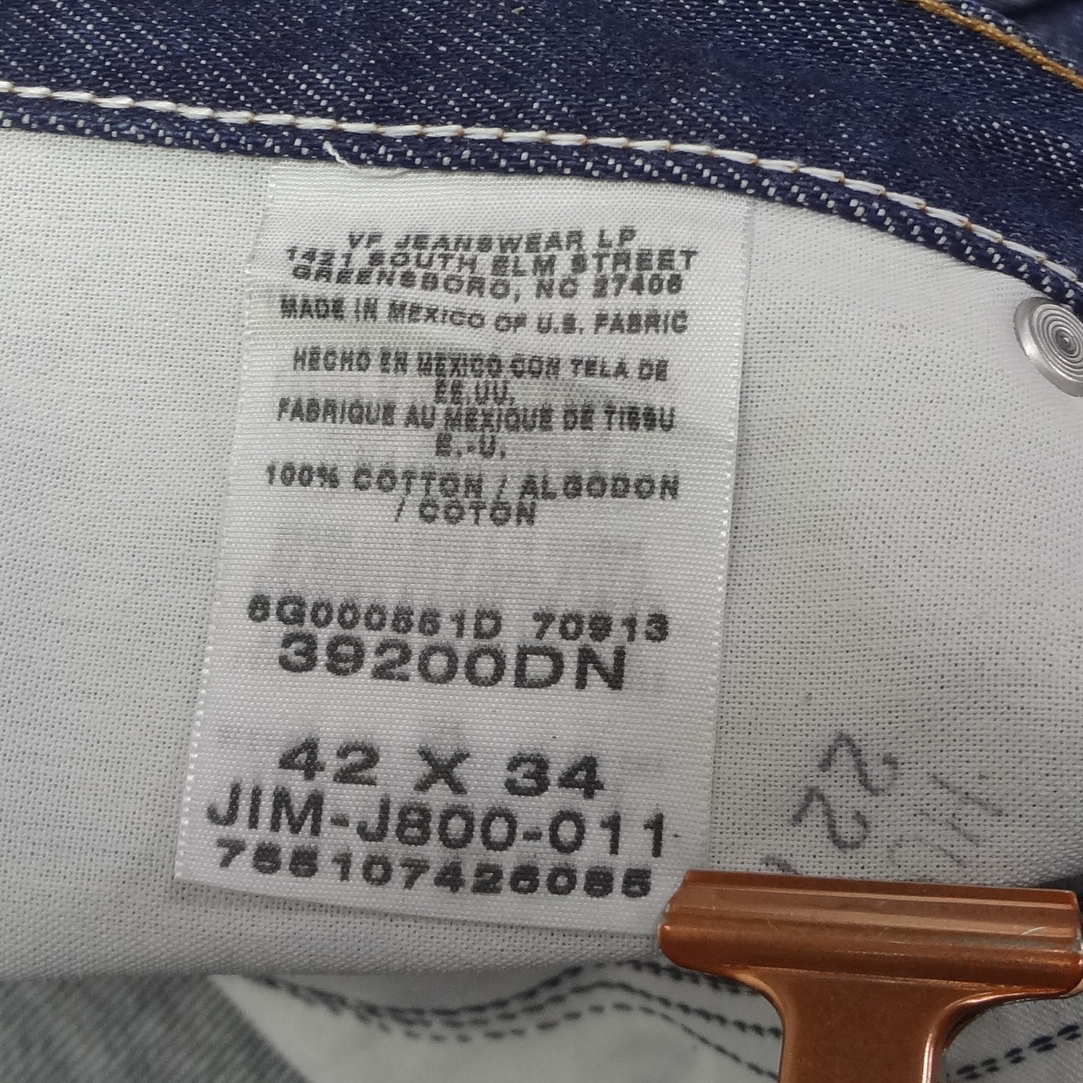 VF JEANSWEAR LP
1421 SOUTH ELM STREET
GREENSBORO, NC 27406
MADE IN MEXICO OF U.S. FABRIC
HECHO EN MEXICO CON TELA DE
EE.UU.
FABRIQUE AU MEXIQUE DE TISSU
E.-U.
100% COTTON / ALGODON
/ COTON
70913
39200DN
42 X 34
JIM-J800-011
22